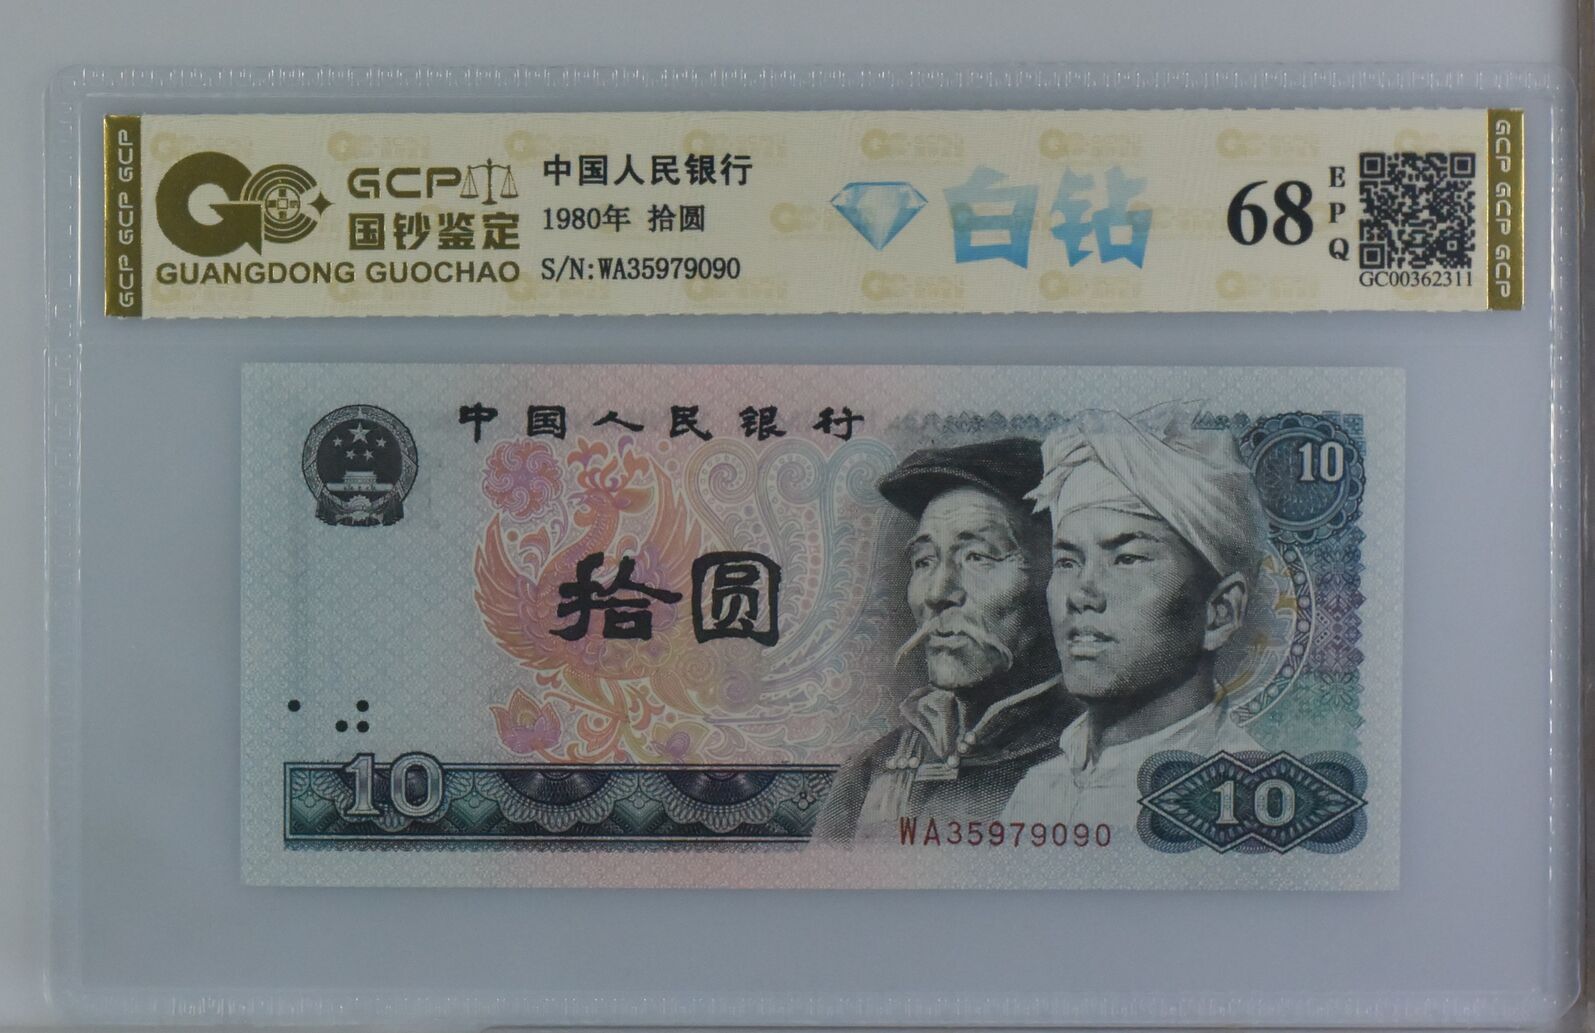 GCP GCP GCP
GC
GCP
国钞鉴定
GUANGDONG GUOCHAO
中国人民银行
1980年 拾圆
S/N:WA35979090
白钻
68
EPQ
GC00362311
GCP GCP GCP
中国人民银行
10
拾圆
10
WA35979090
10